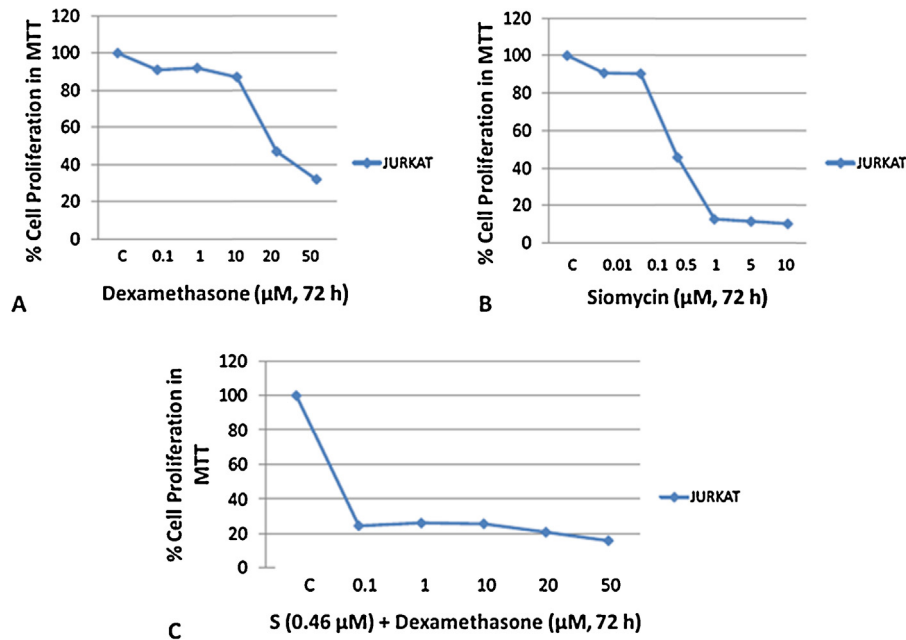 120
100
80
60
40
20
0
% Cell Proliferation in MTT
C 0.1 1 10 20 50
Dexamethasone (µM, 72 h)
JURKAT
A
120
100
80
60
40
20
0
% Cell Proliferation in MTT
C 0.01 0.1 0.5 1 5 10
Siomycin (µM, 72 h)
JURKAT
B
120
100
80
60
40
20
0
% Cell Proliferation in
MTT
C 0.1 1 10 20 50
S (0.46 µM) + Dexamethasone (µM, 72 h)
JURKAT
C